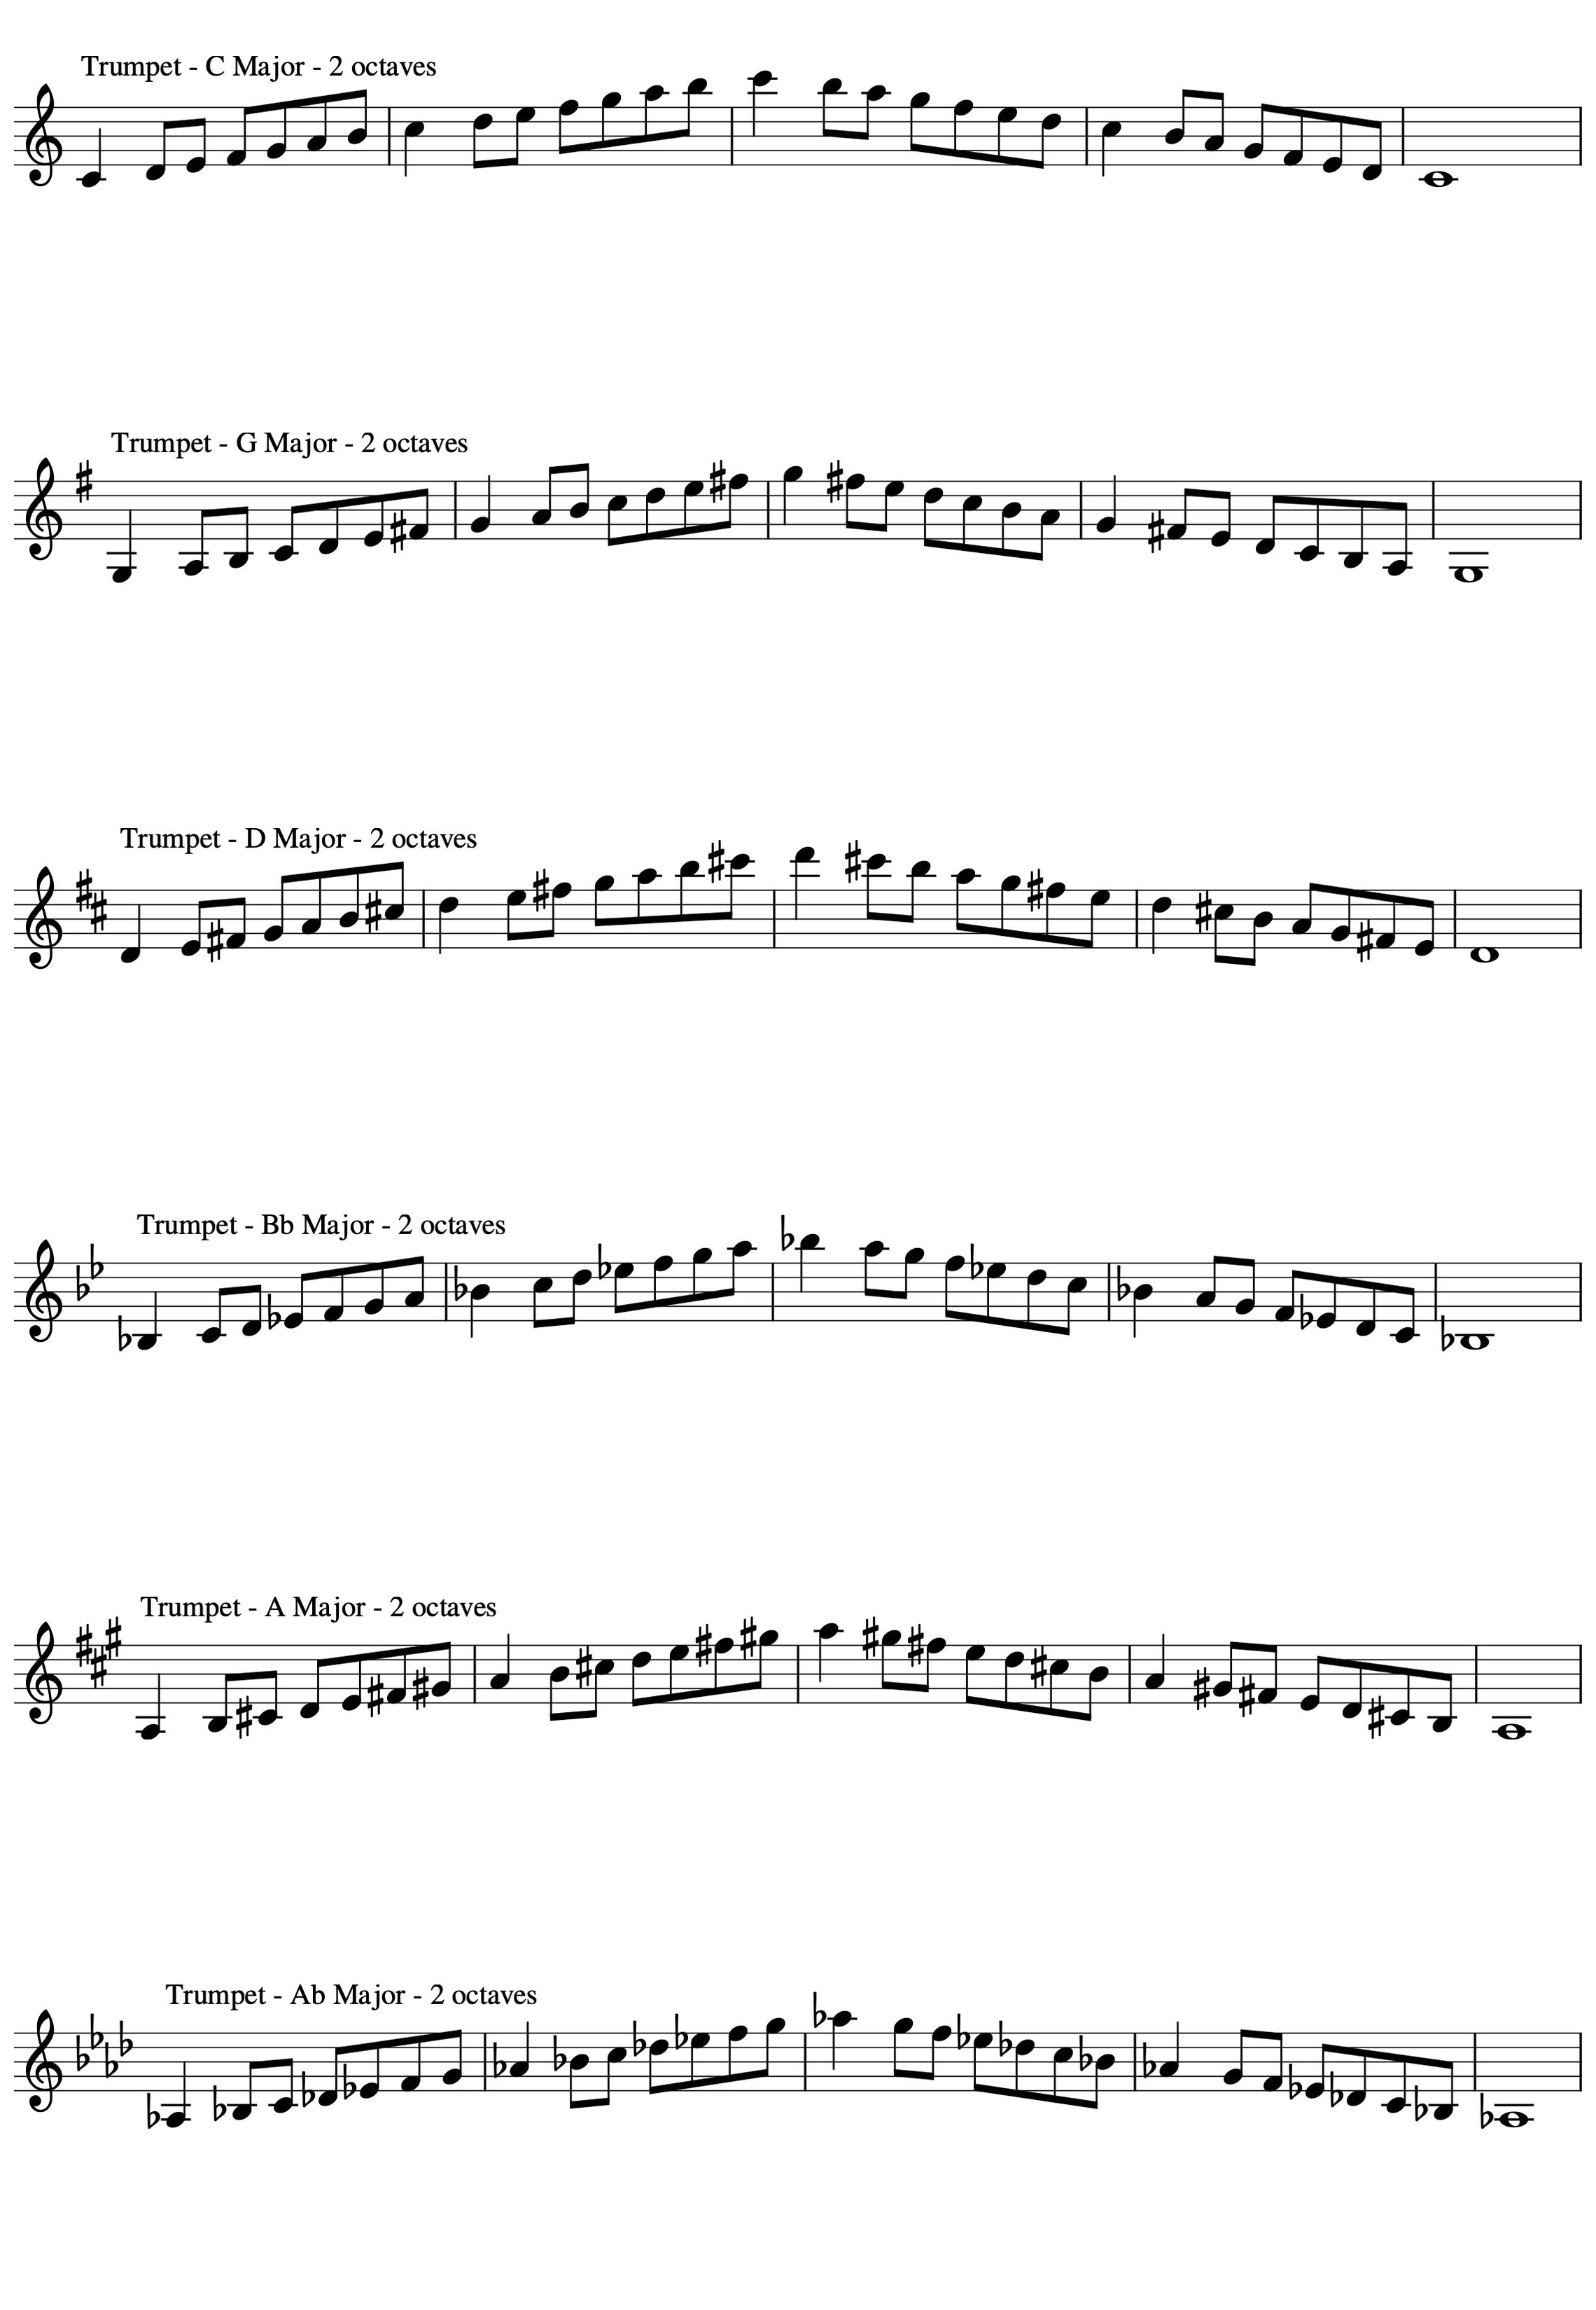 Trumpet - C Major - 2 octaves
Trumpet - G Major - 2 octaves
Trumpet - D Major - 2 octaves
Trumpet - Bb Major - 2 octaves
Trumpet - A Major - 2 octaves
Trumpet - Ab Major - 2 octaves